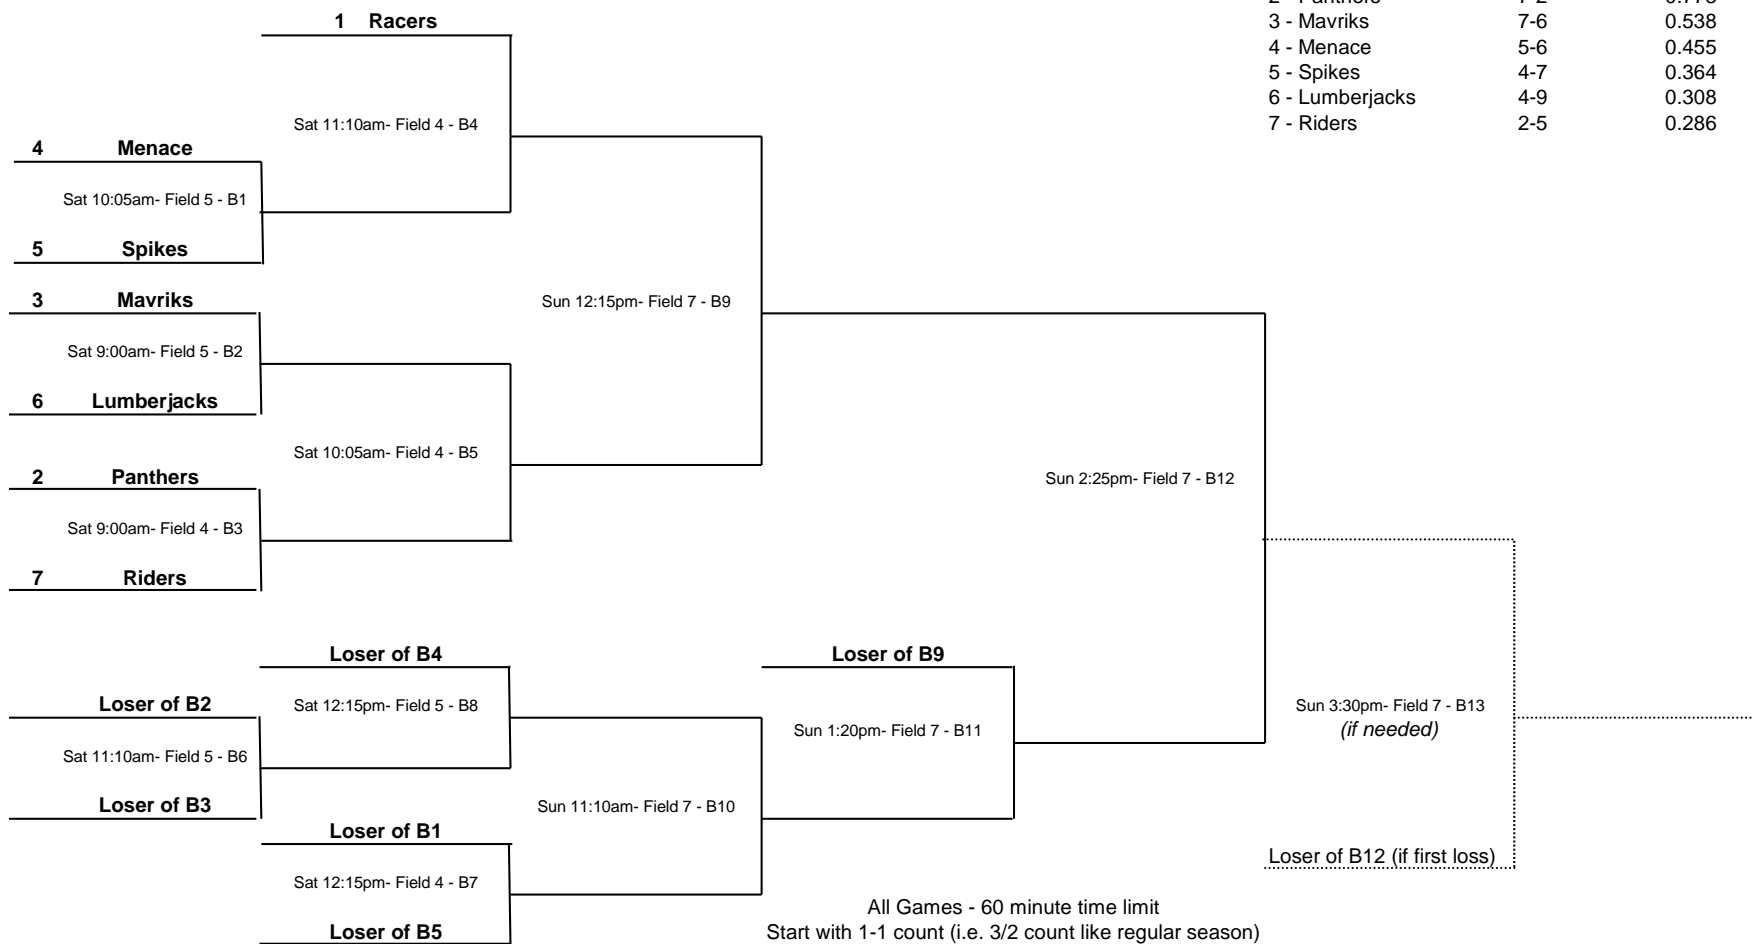 1 Racers
3 - Mavriks 7-6 0.538
4 - Menace 5-6 0.455
5 - Spikes 4-7 0.364
6 - Lumberjacks 4-9 0.308
7 - Riders 2-5 0.286
Sat 11:10am- Field 4 - B4
4 Menace
Sat 10:05am- Field 5 - B1
5 Spikes
3 Mavriks
Sun 12:15pm- Field 7 - B9
Sat 9:00am- Field 5 - B2
6 Lumberjacks
Sat 10:05am- Field 4 - B5
2 Panthers
Sun 2:25pm- Field 7 - B12
Sat 9:00am- Field 4 - B3
7 Riders
Loser of B4
Loser of B9
Loser of B2
Sat 12:15pm- Field 5 - B8
Sun 3:30pm- Field 7 - B13
(if needed)
Sun 1:20pm- Field 7 - B11
Sat 11:10am- Field 5 - B6
Loser of B3
Sun 11:10am- Field 7 - B10
Loser of B1
Loser of B12 (if first loss)
Sat 12:15pm- Field 4 - B7
Loser of B5
All Games - 60 minute time limit
Start with 1-1 count (i.e. 3/2 count like regular season)